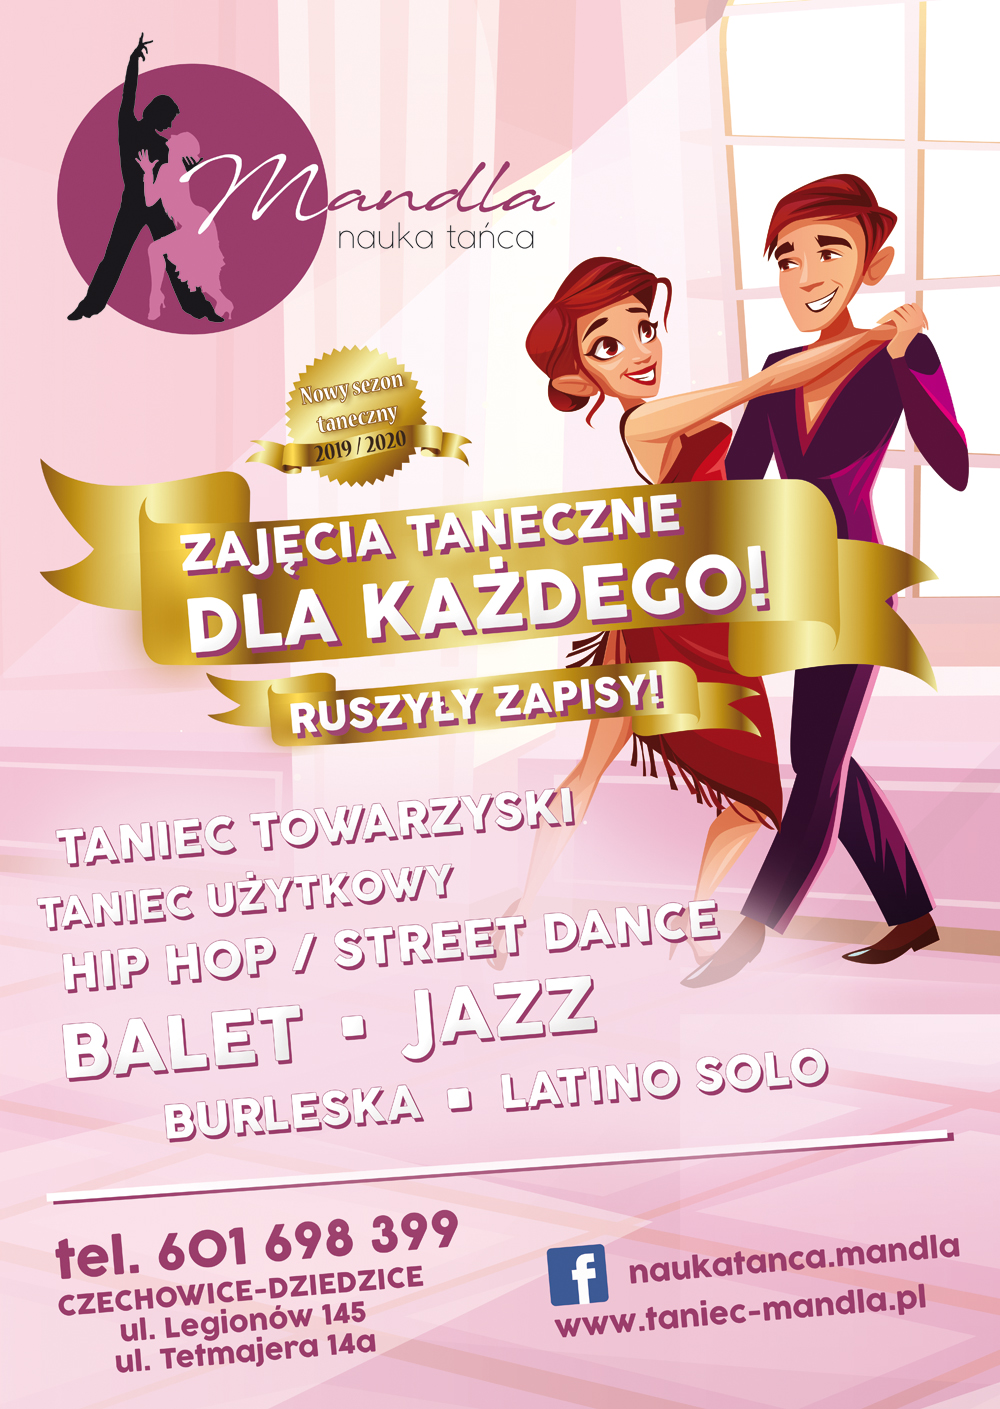 Mandla
nauka tańca
Nowy sezon
taneczny
2019 / 2020
ZAJĘCIA TANECZNE
DLA KAŻDEGO!
RUSZYŁY ZAPISY!
TANIEC TOWARZYSKI
TANIEC UŻYTKOWY
HIP HOP / STREET DANCE
BALET ▪ JAZZ
BURLESKA ▪ LATINO SOLO
tel. 601 698 399
CZECHOWICE-DZIEDZICE
ul. Legionów 145
ul. Tetmajera 14a
f naukatanca.mandla
www.taniec-mandla.pl